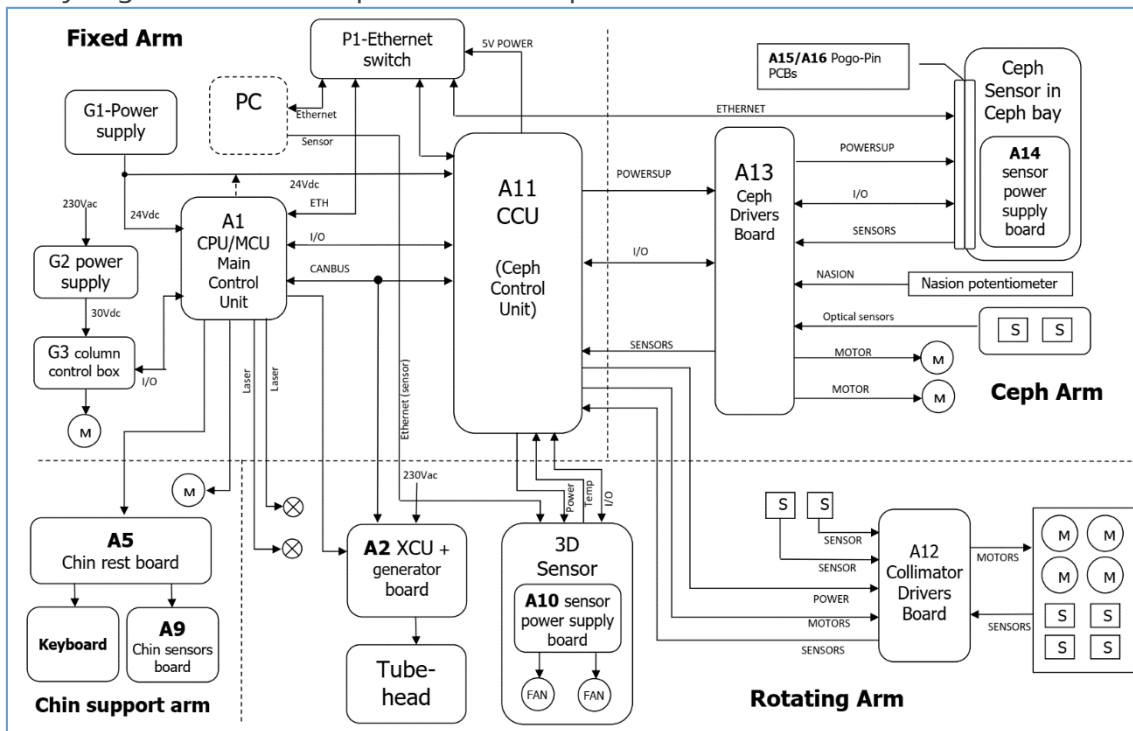 Fixed Arm
P1-Ethernet
switch
5V POWER
A15/A16 Pogo-Pin
PCBs
Ceph
Sensor in
Ceph bay
PC
Ethernet
Sensor
ETHERNET
G1-Power
supply
A14
sensor
power
supply
board
A13
Ceph
Drivers
Board
POWERSUP
I/O
SENSORS
A11
CCU
(Ceph
Control
Unit)
POWERSUP
I/O
SENSORS
24Vdc
24Vdc
230Vac
A1
CPU/MCU
Main
Control
Unit
ETH
I/O
CANBUS
G2 power
supply
30Vdc
G3 column
control box
I/O
M
NASION
Nasion potentiometer
Optical sensors
S
S
MOTOR
M
MOTOR
M
Ceph Arm
Laser
Laser
Ethernet (sensor)
230Vac
Power
Temp
I/O
M
A5
Chin rest board
Keyboard
A9
Chin sensors
board
Chin support arm
A2 XCU +
generator
board
Tube-
head
3D
Sensor
A10 sensor
power supply
board
FAN
FAN
S
S
SENSOR
SENSOR
POWER
MOTORS
SENSORS
A12
Collimator
Drivers
Board
MOTORS
SENSORS
M
M
M
M
S
S
S
S
Rotating Arm